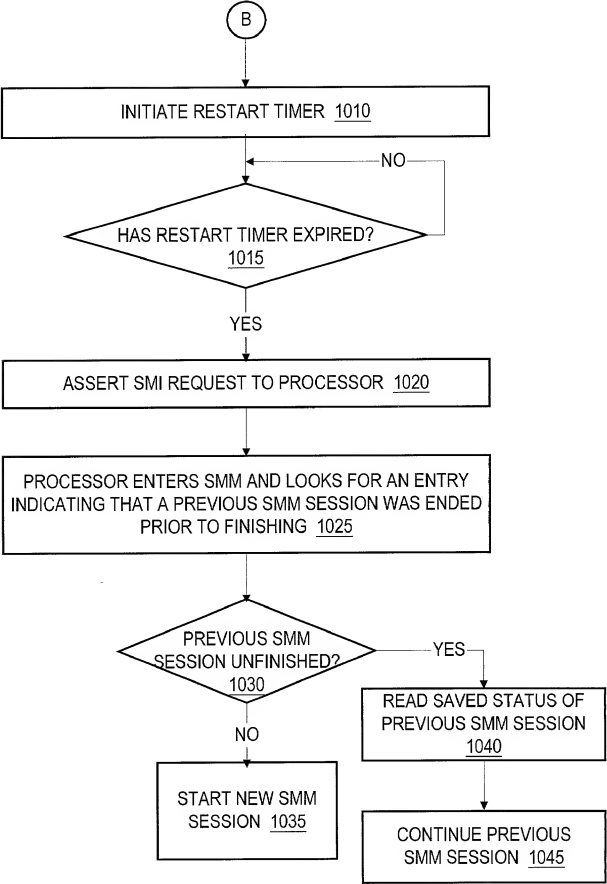 B
INITIATE RESTART TIMER 1010
NO
HAS RESTART TIMER EXPIRED?
1015
YES
ASSERT SMI REQUEST TO PROCESSOR 1020
PROCESSOR ENTERS SMM AND LOOKS FOR AN ENTRY
INDICATING THAT A PREVIOUS SMM SESSION WAS ENDED
PRIOR TO FINISHING 1025
PREVIOUS SMM
SESSION UNFINISHED?
1030
YES
READ SAVED STATUS OF
PREVIOUS SMM SESSION
1040
NO
START NEW SMM
SESSION 1035
CONTINUE PREVIOUS
SMM SESSION 1045